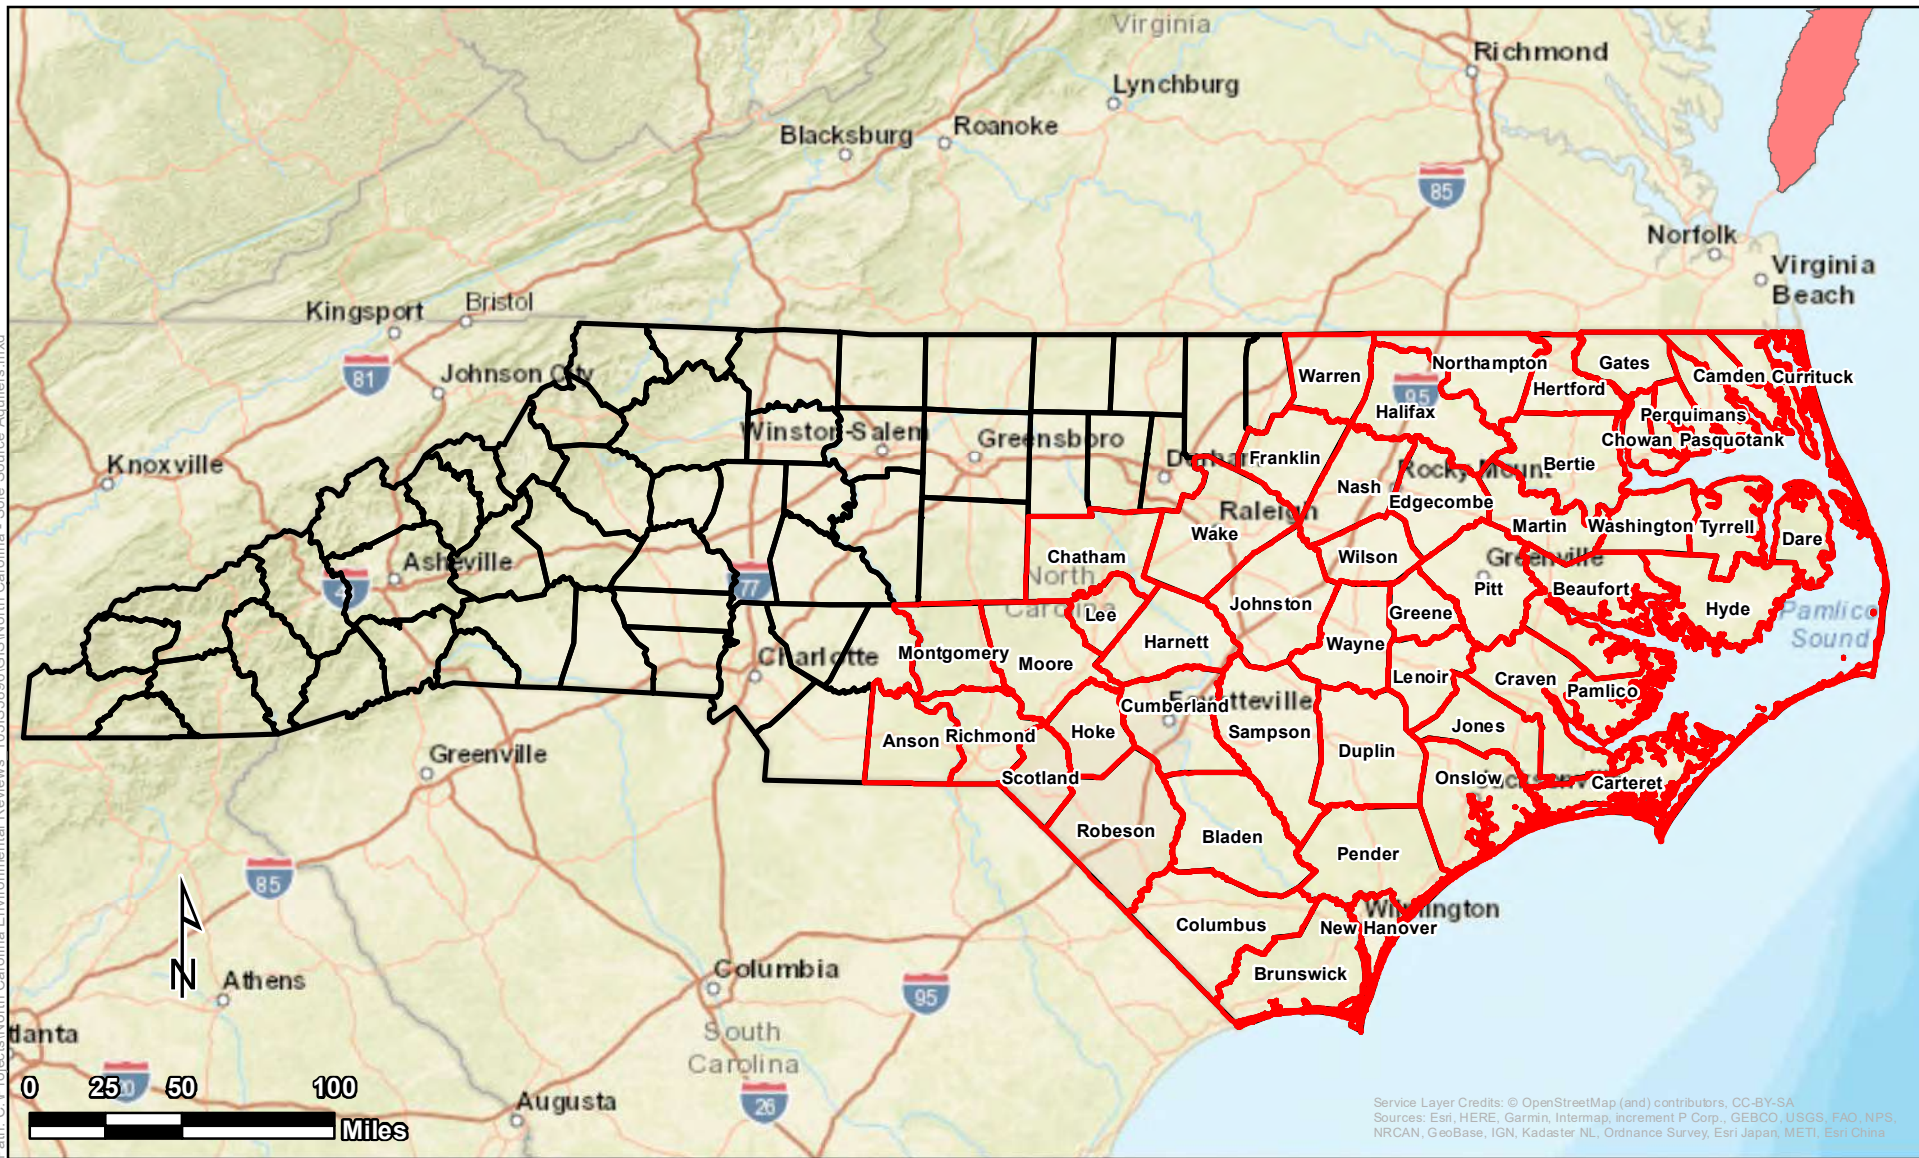 Virginia
Richmond
Lynchburg
Blacksburg
Roanoke
85
Norfolk
Virginia
Beach
Kingsport
Bristol
81
Johnson City
Knoxville
Winston-Salem
Greensboro
Durham
Raleigh
Rocky Mount
95
Warren
Northampton
Gates
Hertford
Camden
Currituck
Halifax
Perquimans
Chowan
Pasquotank
Franklin
Bertie
Nash
Edgecombe
Martin
Washington
Tyrrell
Dare
Wake
Wilson
Greenville
Chatham
North
Carolina
Asheville
77
Pitt
Beaufort
Hyde
Pamlico
Sound
Johnston
Greene
Lee
Harnett
Wayne
Montgomery
Moore
Charlotte
Lenoir
Craven
Pamlico
Cumberland
Fayetteville
Sampson
Jones
Anson
Richmond
Hoke
Duplin
Scotland
Onslow
Carteret
Greenville
Robeson
Bladen
Pender
85
Wilmington
Columbus
New Hanover
Brunswick
N
Athens
Columbia
95
South
Carolina
26
Augusta
0
25
50
100
Miles
Service Layer Credits: © OpenStreetMap (and) contributors, CC-BY-SA
Sources: Esri, HERE, Garmin, Intermap, increment P Corp., GEBCO, USGS, FAO, NPS,
NRCAN, GeoBase, IGN, Kadaster NL, Ordnance Survey, Esri Japan, METI, Esri China